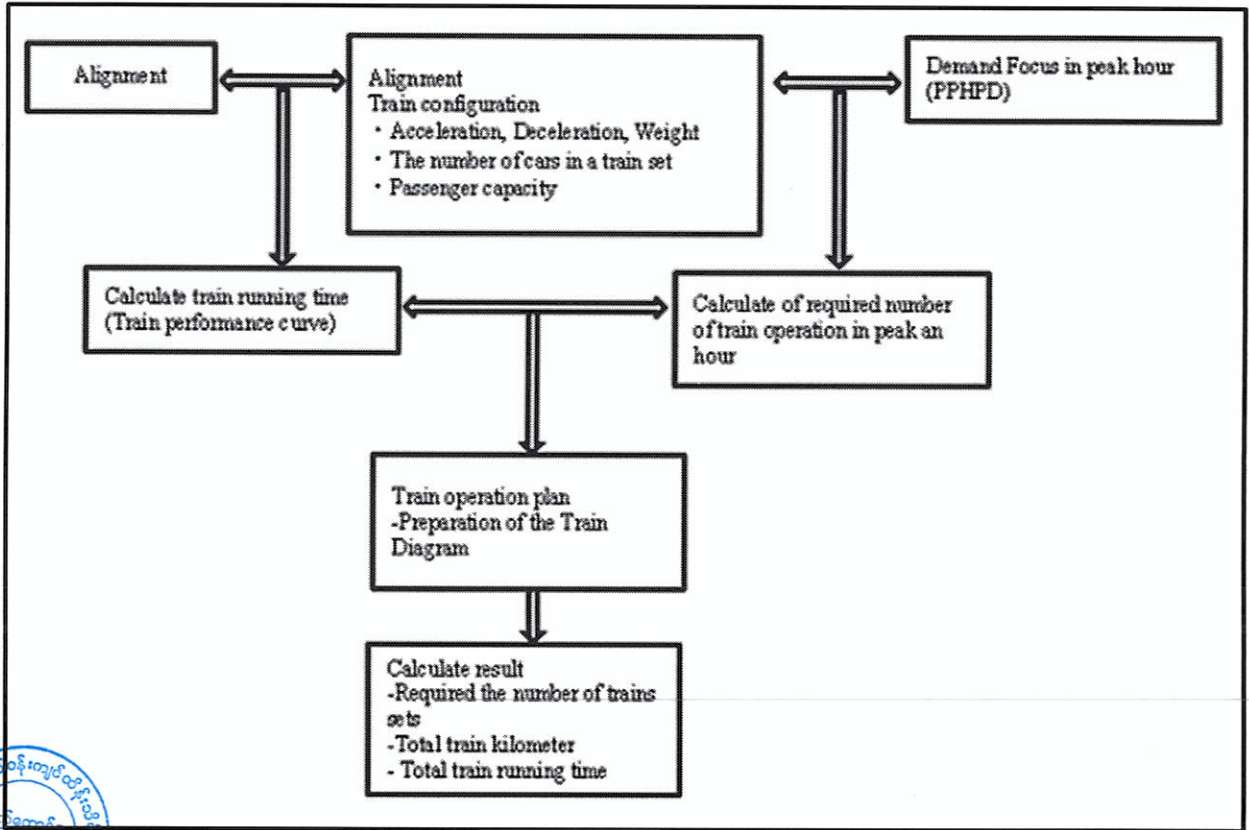 Alignment
Alignment
Train configuration
・Acceleration, Deceleration, Weight
・The number of cars in a train set
・Passenger capacity
Demand Focus in peak hour
(PPHPD)
Calculate train running time
(Train performance curve)
Calculate of required number
of train operation in peak an
hour
Train operation plan
-Preparation of the Train
Diagram
Calculate result
-Required the number of trains
sets
-Total train kilometer
- Total train running time